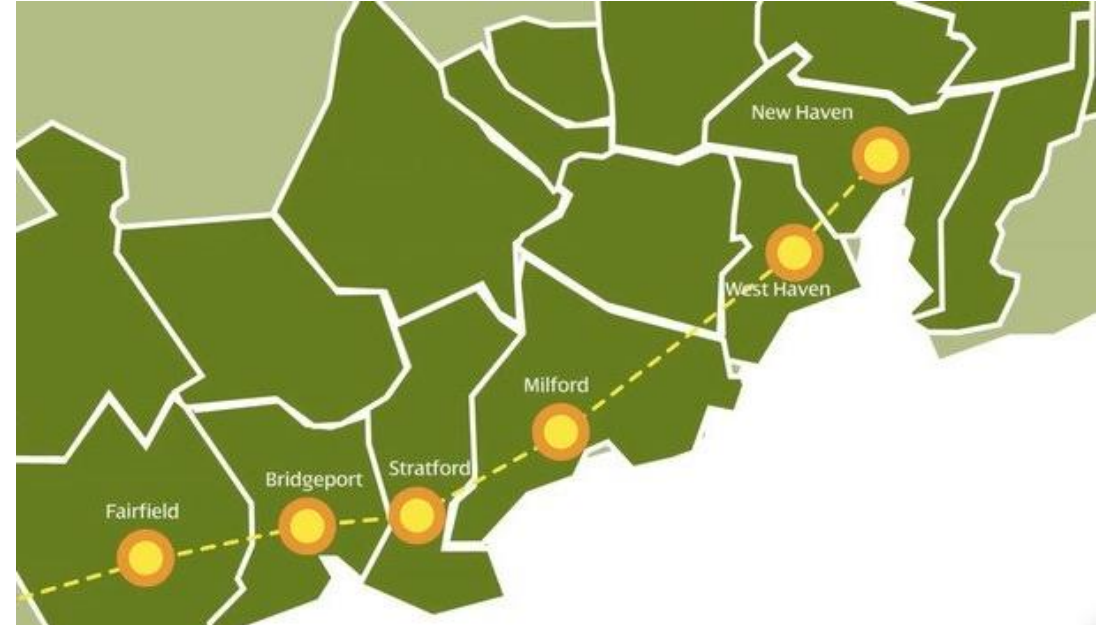 New Haven
West Haven
Milford
Stratford
Bridgeport
Fairfield